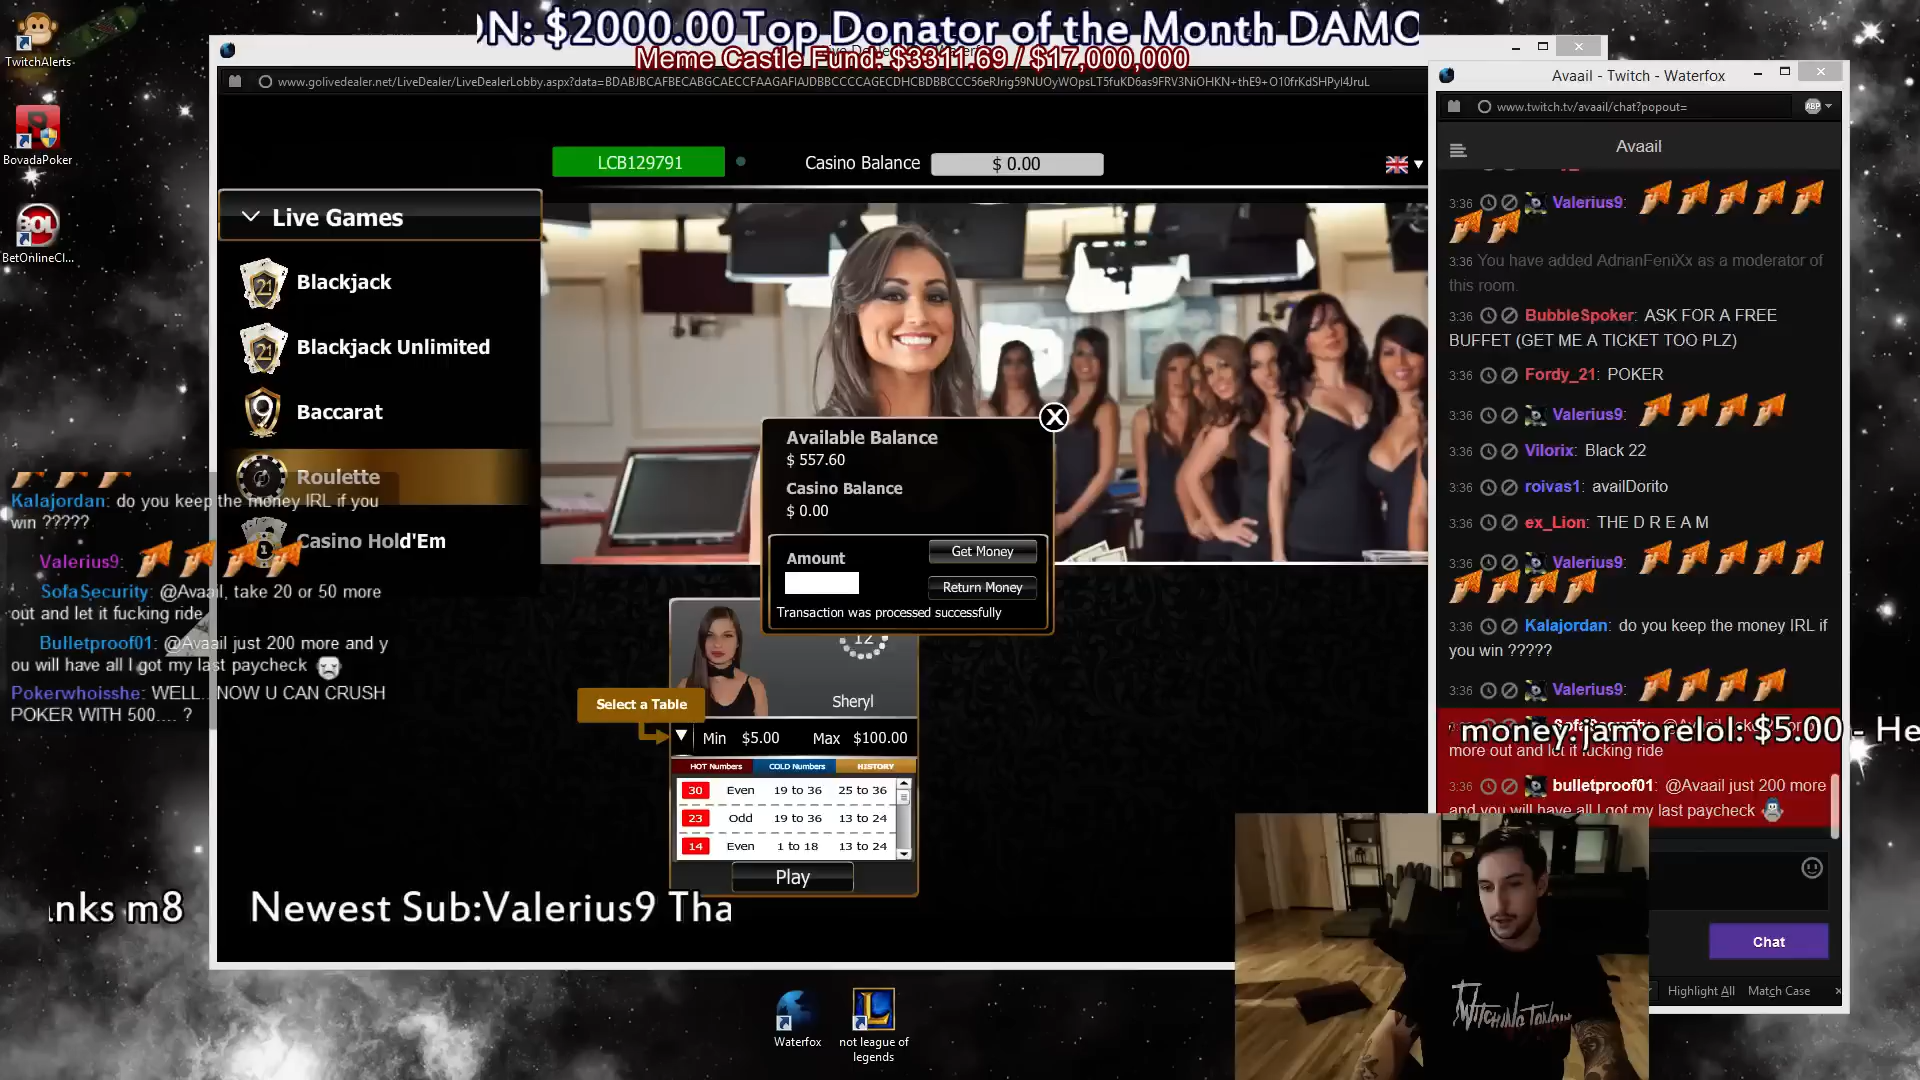 N: $2000.00 Top Donator of the Month DAMO
Meme Castle Fund: $3311.69 / $17,000,000
TwitchAlerts
BovadaPoker
BOL
BetOnlineCl...
www.golivedealer.net/LiveDealer/LiveDealerLobby.aspx?data=
LCB129791
Casino Balance
$ 0.00
Live Games
Blackjack
Blackjack Unlimited
Baccarat
Roulette
Casino Hold'Em
Kalajordan: do you keep the money IRL if you
win ?????
Valerius9:
SofaSecurity: @Avaail, take 20 or 50 more
out and let it fucking ride
Bulletproof01: @Avaail just 200 more and y
ou will have all I got my last paycheck
Pokerwhoisshe: WELL.. NOW U CAN CRUSH
POKER WITH 500.... ?
Available Balance
$ 557.60
Casino Balance
$ 0.00
Amount
Get Money
Return Money
Transaction was processed successfully
12
Sheryl
Select a Table
Min $5.00 Max $100.00
HOT Numbers COLD Numbers HISTORY
30 Even 19 to 36 25 to 36
23 Odd 19 to 36 13 to 24
14 Even 1 to 18 13 to 24
Play
nks m8
Newest Sub:Valerius9 Tha
Waterfox
not league of
legends
Avaail - Twitch - Waterfox
www.twitch.tv/avaail/chat?popout=
ABP
Avaail
3:36 Valerius9:
3:36 You have added AdrianFeniXx as a moderator of
this room.
3:36 BubbleSpoker: ASK FOR A FREE
BUFFET (GET ME A TICKET TOO PLZ)
3:36 Fordy_21: POKER
3:36 Valerius9:
3:36 Vilorix: Black 22
3:36 roivas1: availDorito
3:36 ex_Lion: THE D R E A M
3:36 Valerius9:
3:36 Kalajordan: do you keep the money IRL if
you win ?????
3:36 Valerius9:
money: jamorelol: $5.00 - He
more out and let it fucking ride
3:36 bulletproof01: @Avaail just 200 more
and you will have all I got my last paycheck
Chat
Highlight All Match Case